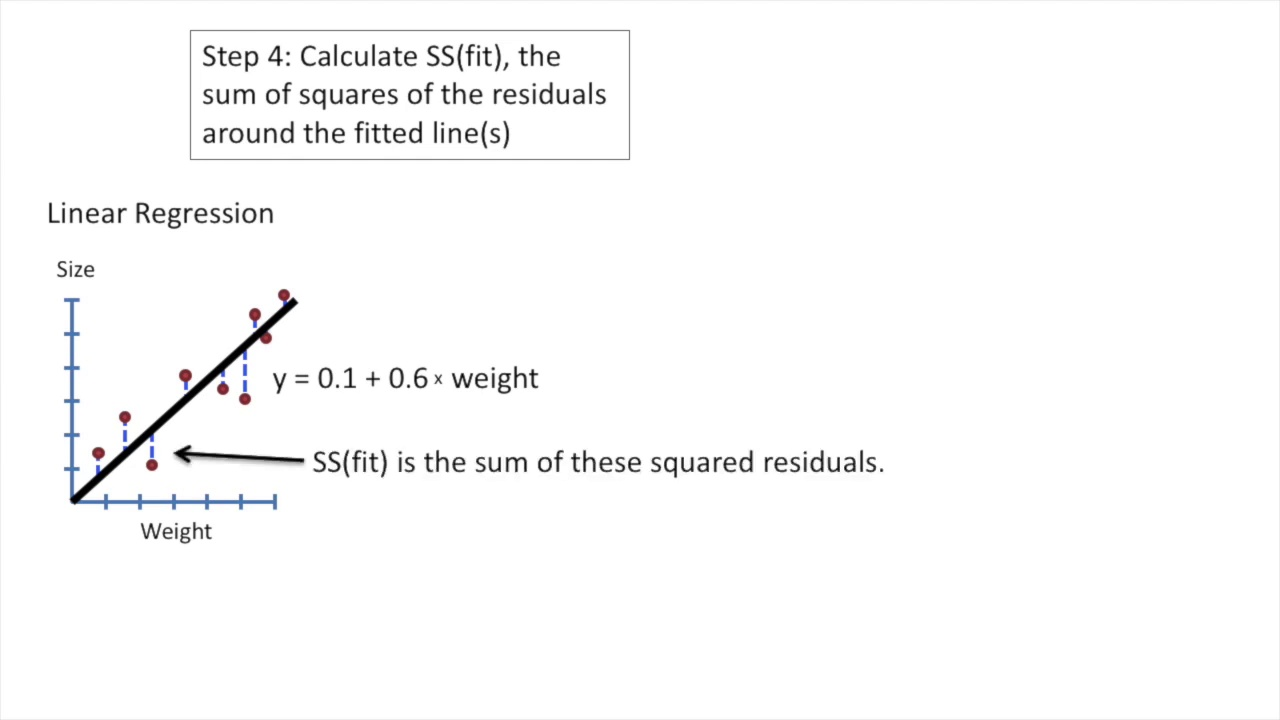 Step 4: Calculate SS(fit), the
sum of squares of the residuals
around the fitted line(s)
Linear Regression
Size
y = 0.1 + 0.6 × weight
SS(fit) is the sum of these squared residuals.
Weight